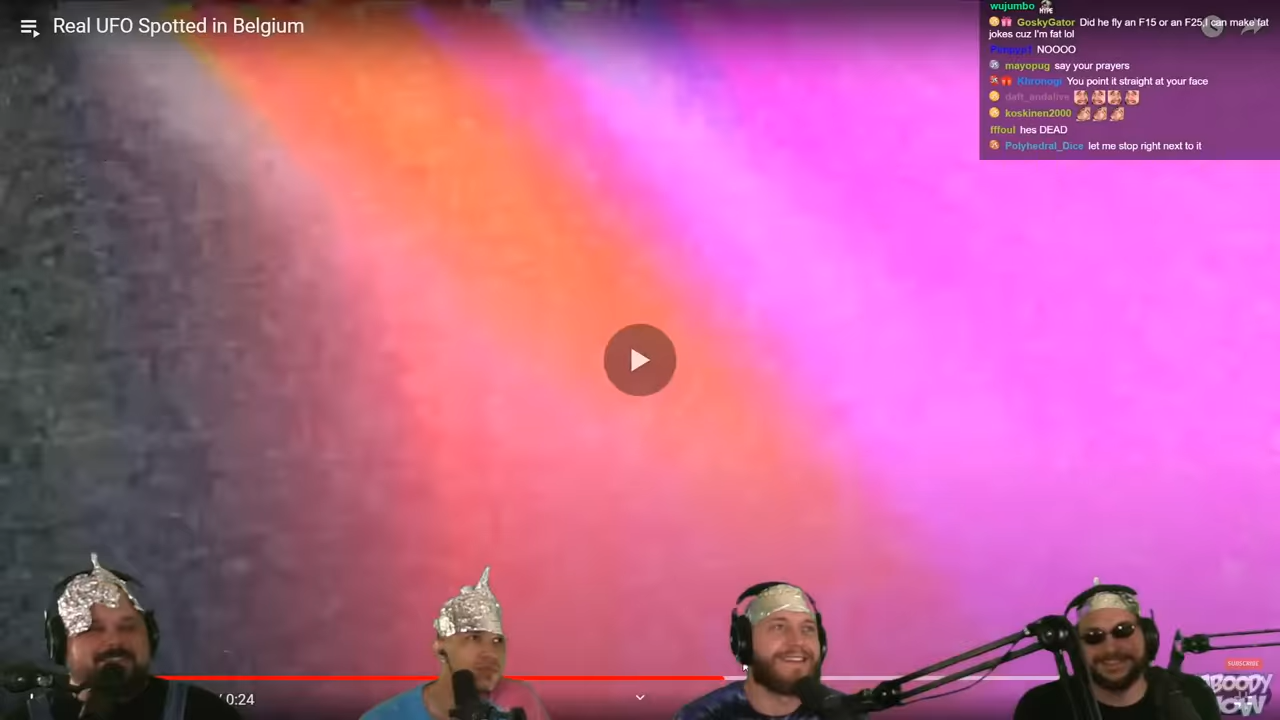 Real UFO Spotted in Belgium
wujumbo
GoskyGator Did he fly an F15 or an F25,I can make fat
jokes cuz I'm fat lol
NOOOO
mayopug say your prayers
Khronogi You point it straight at your face
daft_andalive
koskinen2000
fffoul hes DEAD
Polyhedral_Dice let me stop right next to it
SUBSCRIBE
/ 0:24